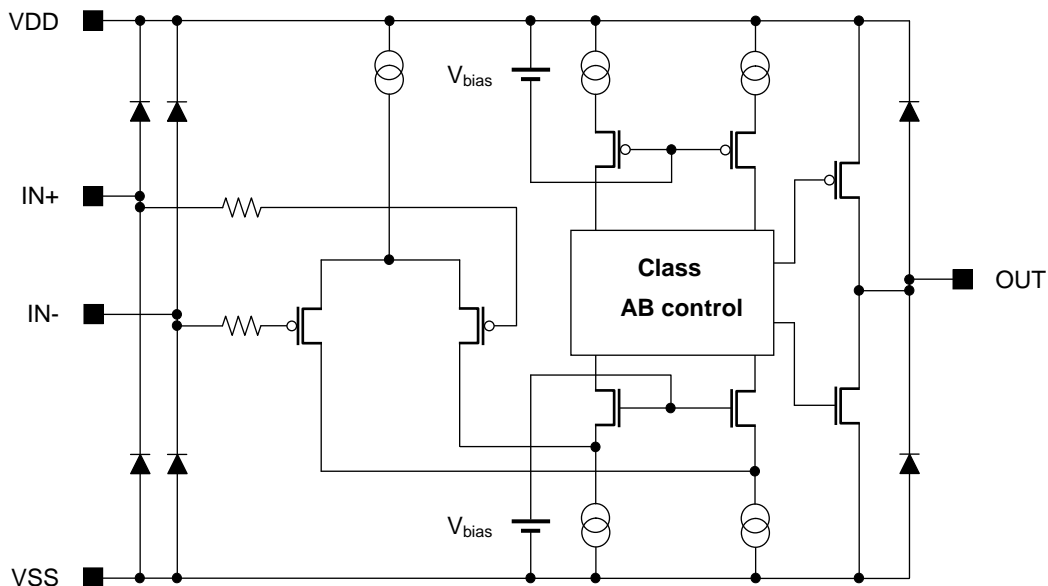 VDD
V_bias
IN+
Class
AB control
OUT
IN-
V_bias
VSS